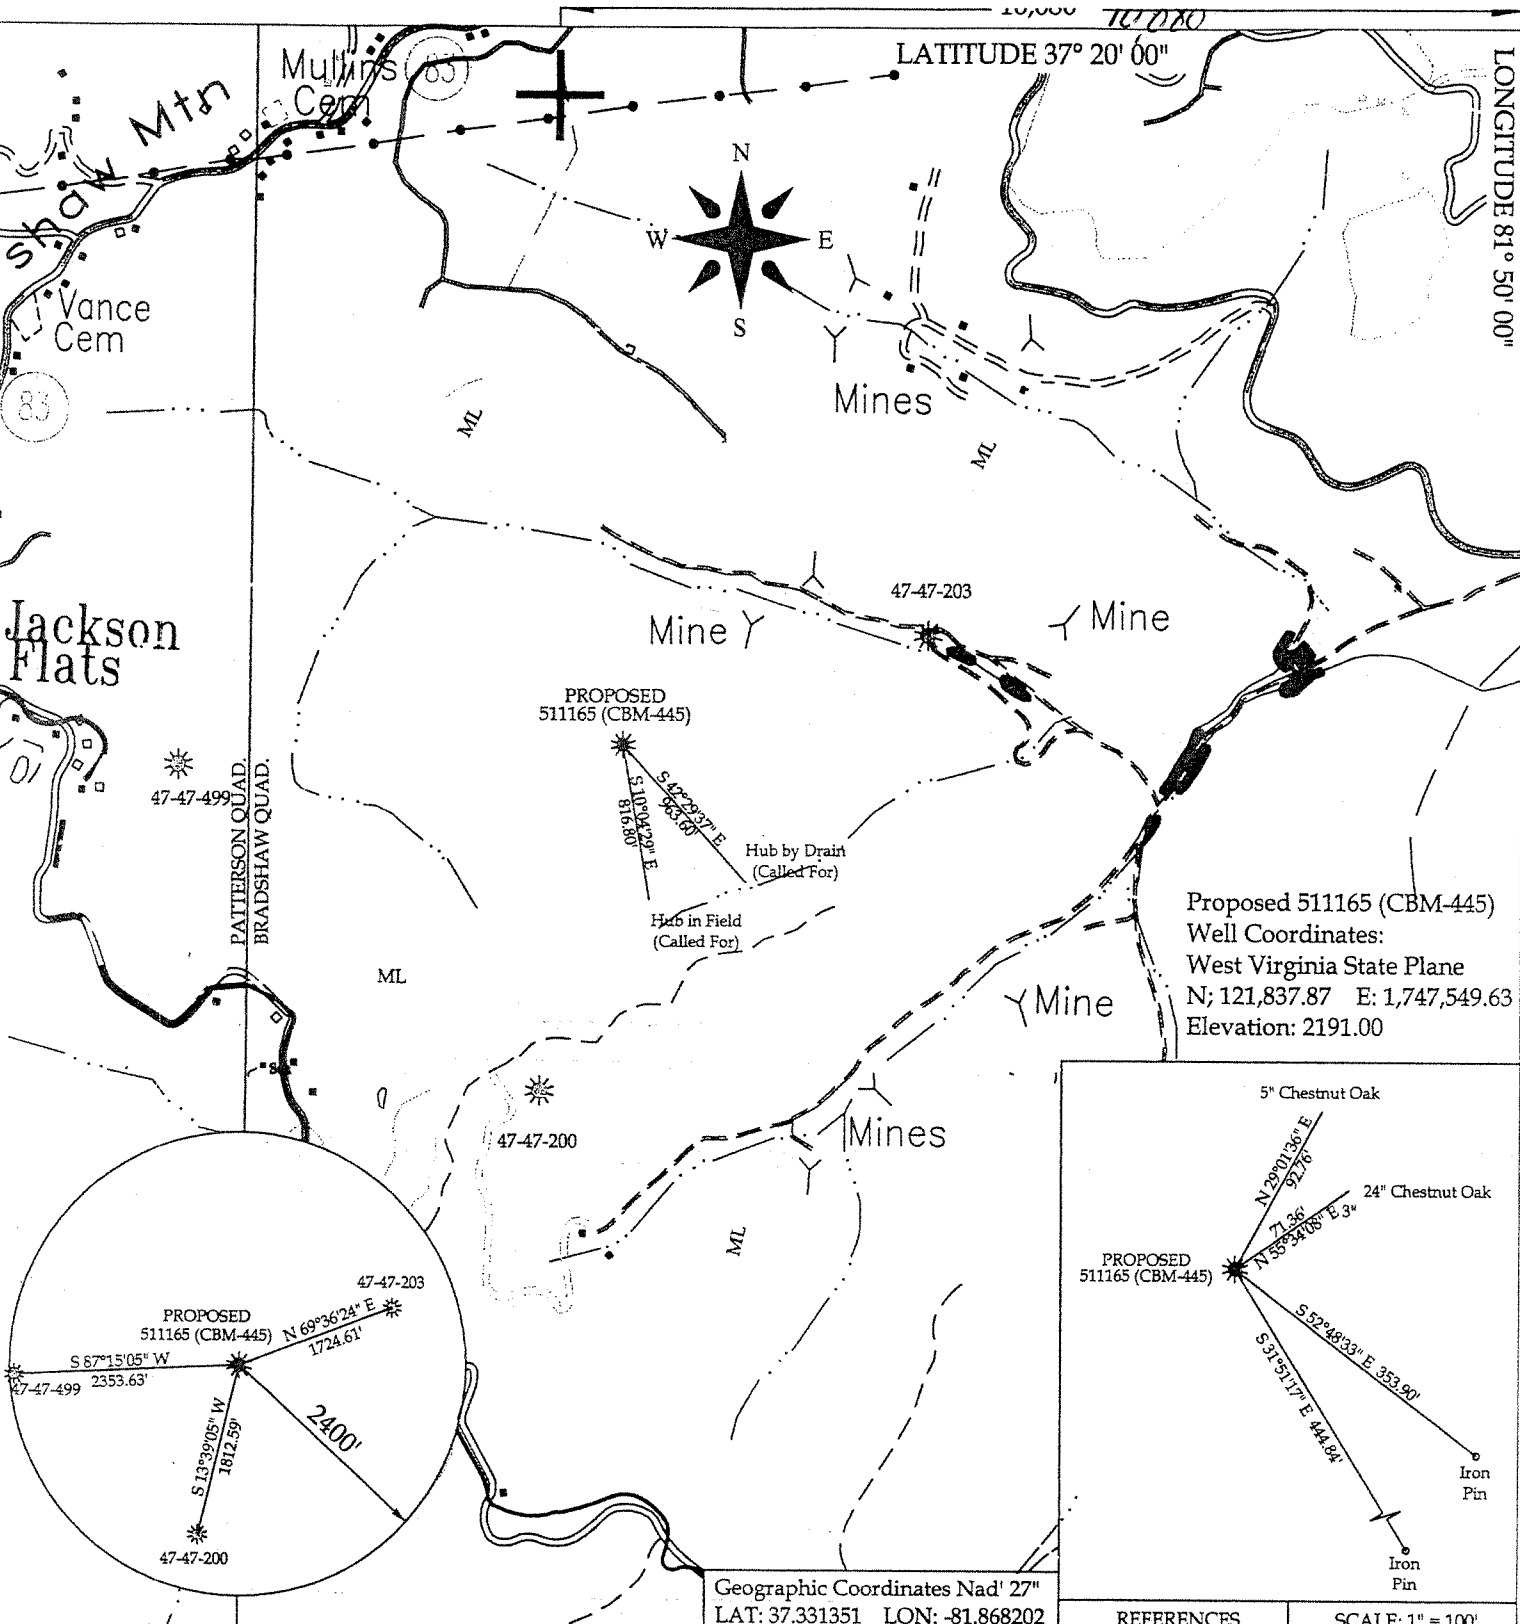 10,080
LATITUDE 37° 20' 00"
LONGITUDE 81° 50' 00"
Mullins
Cem
83
shaw Mtn
N
W
E
S
Vance
Cem
83
Mines
ML
ML
47-47-203
Mine
Mine
Jackson
Flats
PROPOSED
511165 (CBM-445)
47-47-499
PATTERSON QUAD.
BRADSHAW QUAD.
S 42°29'37" E
963.60'
S 10°04'29" E
816.80'
Hub by Drain
(Called For)
Hub in Field
(Called For)
ML
Proposed 511165 (CBM-445)
Well Coordinates:
West Virginia State Plane
N; 121,837.87 E: 1,747,549.63
Elevation: 2191.00
Mine
47-47-200
Mines
ML
47-47-203
PROPOSED
511165 (CBM-445)
N 69°36'24" E
1724.61'
S 87°15'05" W
2353.63'
47-47-499
S 13°39'05" W
1812.59'
2400'
47-47-200
5" Chestnut Oak
N 29°01'36" E
92.76'
24" Chestnut Oak
71.36'
N 55°34'08" E 3"
PROPOSED
511165 (CBM-445)
S 52°48'33" E 353.90'
S 31°51'17" E 444.84'
Iron
Pin
Iron
Pin
Geographic Coordinates Nad' 27"
LAT: 37.331351 LON: -81.868202
REFERENCES
SCALE: 1" = 100'